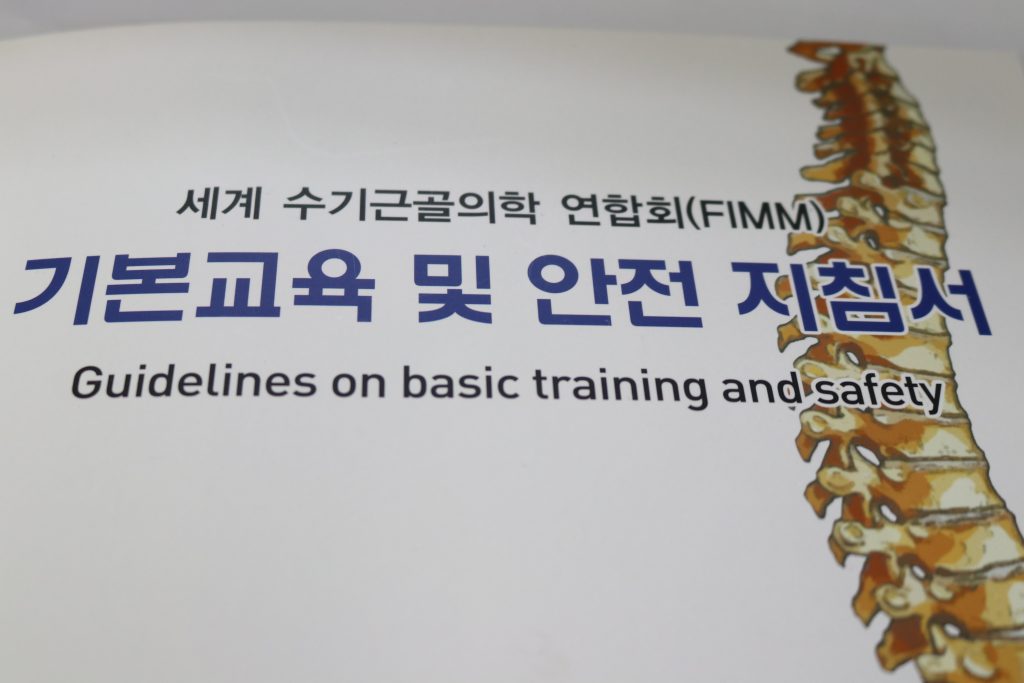 세계 수기근골의학 연합회(FIMM)
기본교육 및 안전 지침서
Guidelines on basic training and safety